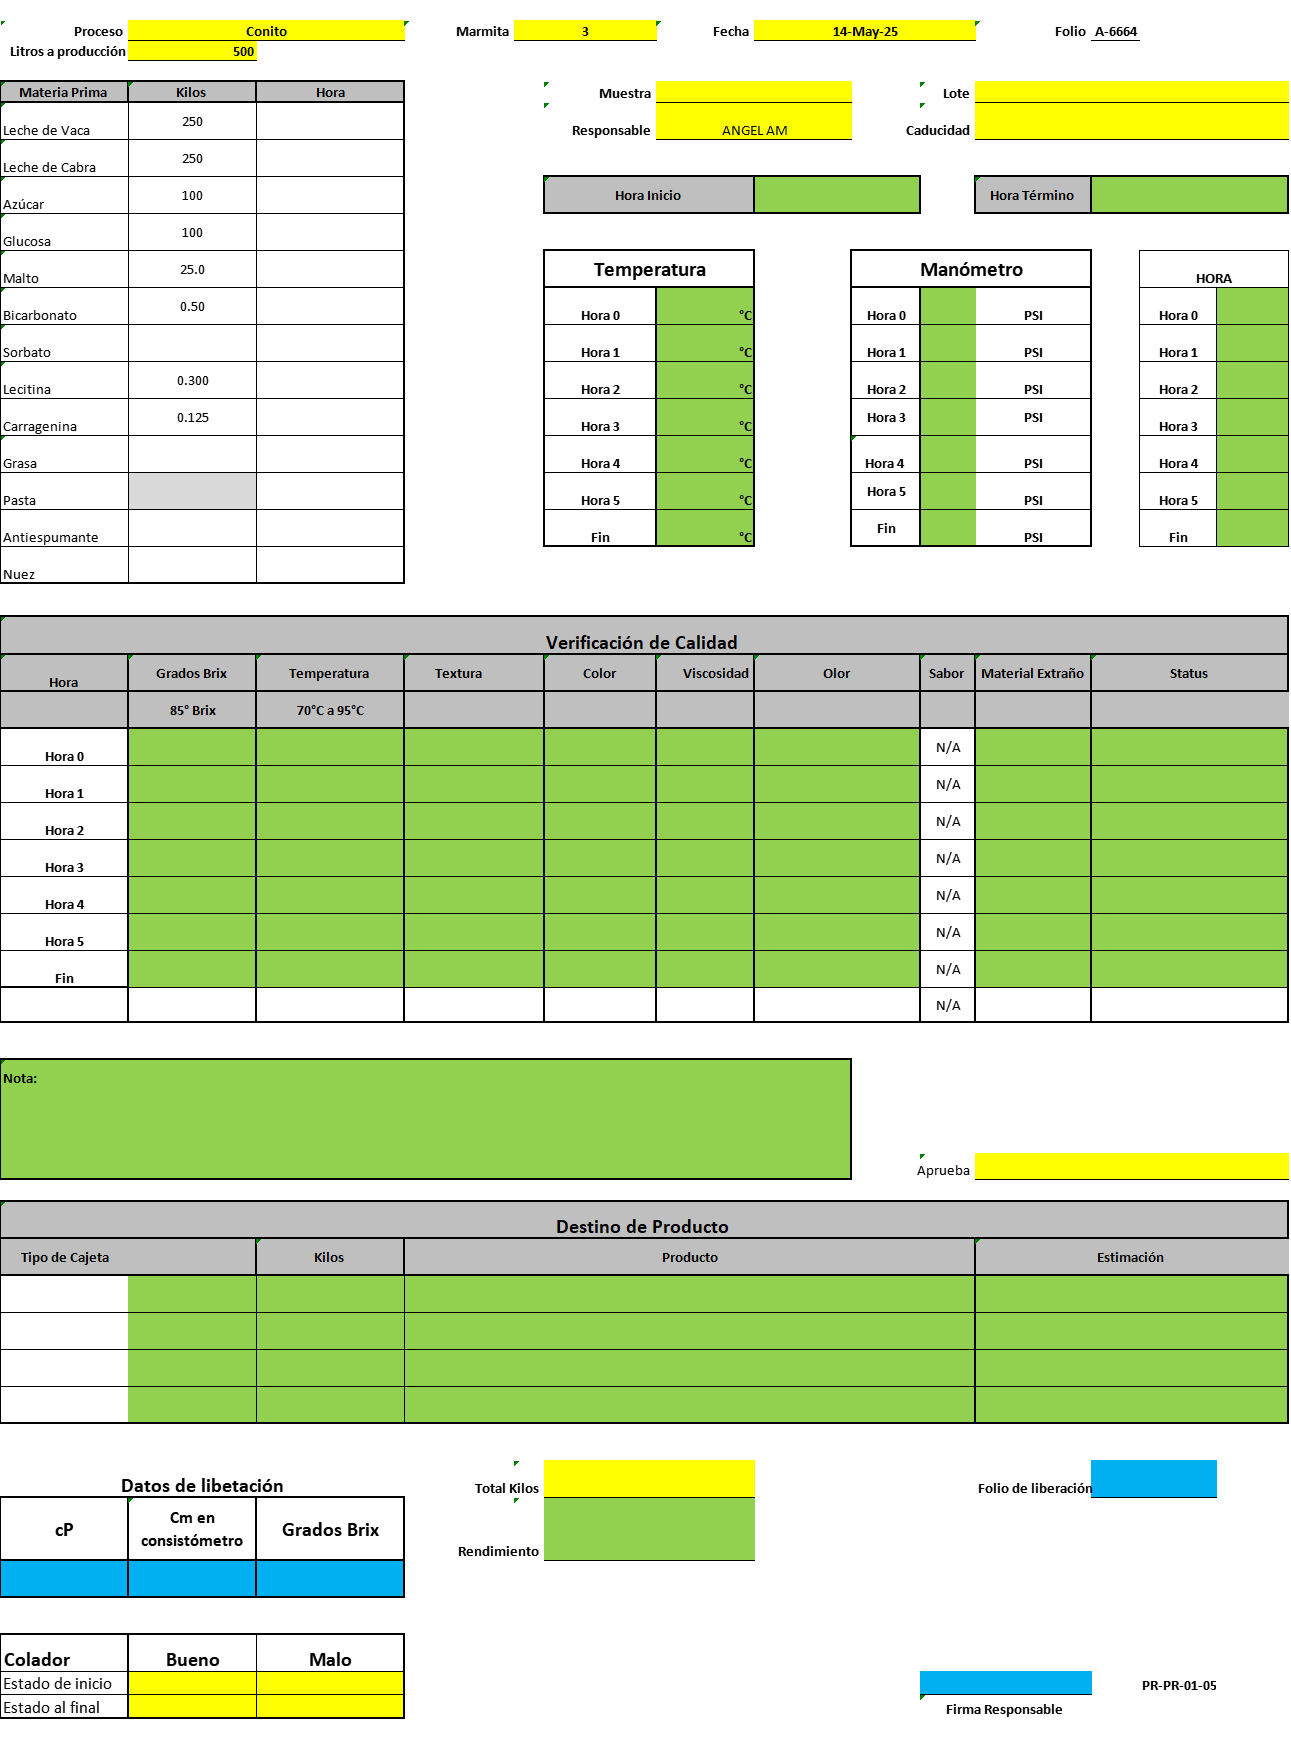 Proceso Conito Marmita 3 Fecha 14-May-25 Folio A-6664
Litros a producción 500
Materia Prima Kilos Hora
Muestra Lote
Leche de Vaca 250
Responsable ANGEL AM Caducidad
Leche de Cabra 250
Azúcar 100
Hora Inicio Hora Término
Glucosa 100
Malto 25.0
Temperatura Manómetro HORA
Bicarbonato 0.50
Hora 0 °C Hora 0 PSI Hora 0
Sorbato
Hora 1 °C Hora 1 PSI Hora 1
Lecitina 0.300
Hora 2 °C Hora 2 PSI Hora 2
Carragenina 0.125
Hora 3 °C Hora 3 PSI Hora 3
Grasa
Hora 4 °C Hora 4 PSI Hora 4
Pasta
Hora 5 °C Hora 5 PSI Hora 5
Antiespumante
Fin °C Fin PSI Fin
Nuez
Verificación de Calidad
Hora Grados Brix Temperatura Textura Color Viscosidad Olor Sabor Material Extraño Status
85° Brix 70°C a 95°C
Hora 0 N/A
Hora 1 N/A
Hora 2 N/A
Hora 3 N/A
Hora 4 N/A
Hora 5 N/A
Fin N/A
N/A
Nota:
Aprueba
Destino de Producto
Tipo de Cajeta Kilos Producto Estimación
Datos de libetación
Total Kilos Folio de liberación
cP Cm en consistómetro Grados Brix
Rendimiento
Colador Bueno Malo
Estado de inicio
Estado al final
PR-PR-01-05
Firma Responsable